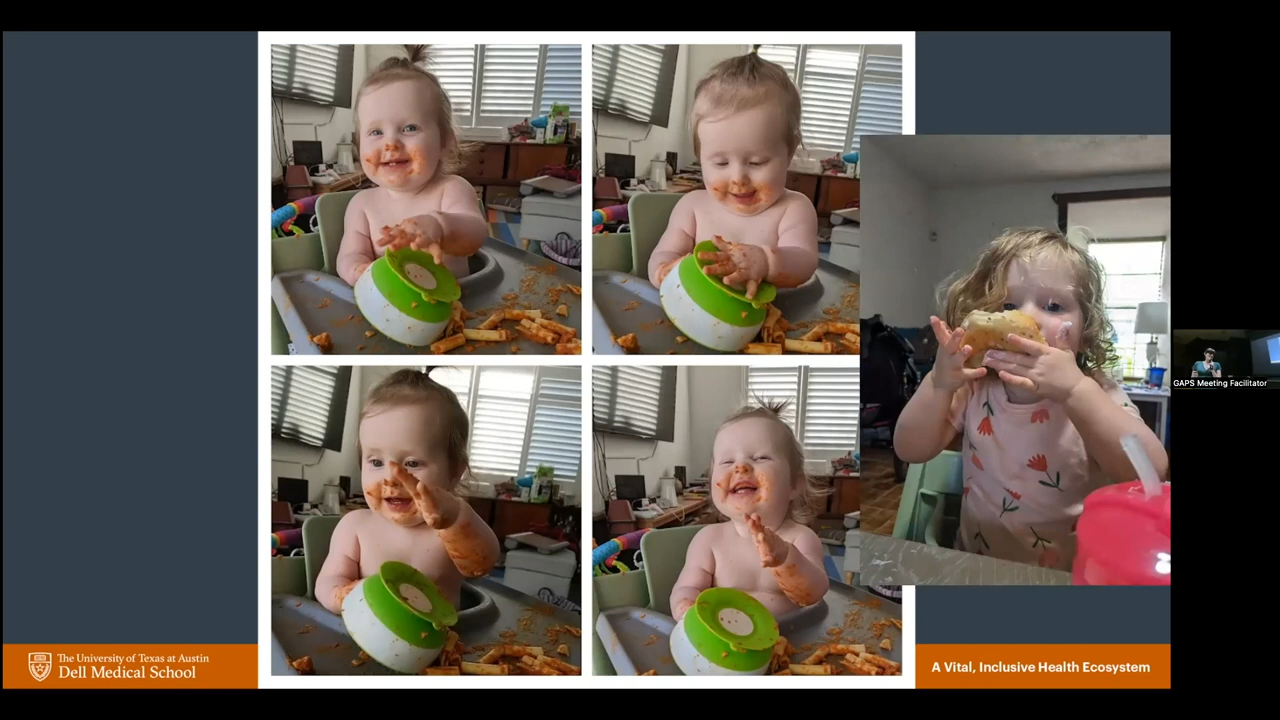 The University of Texas at Austin
Dell Medical School
A Vital, Inclusive Health Ecosystem
GAPS Meeting Facilitator